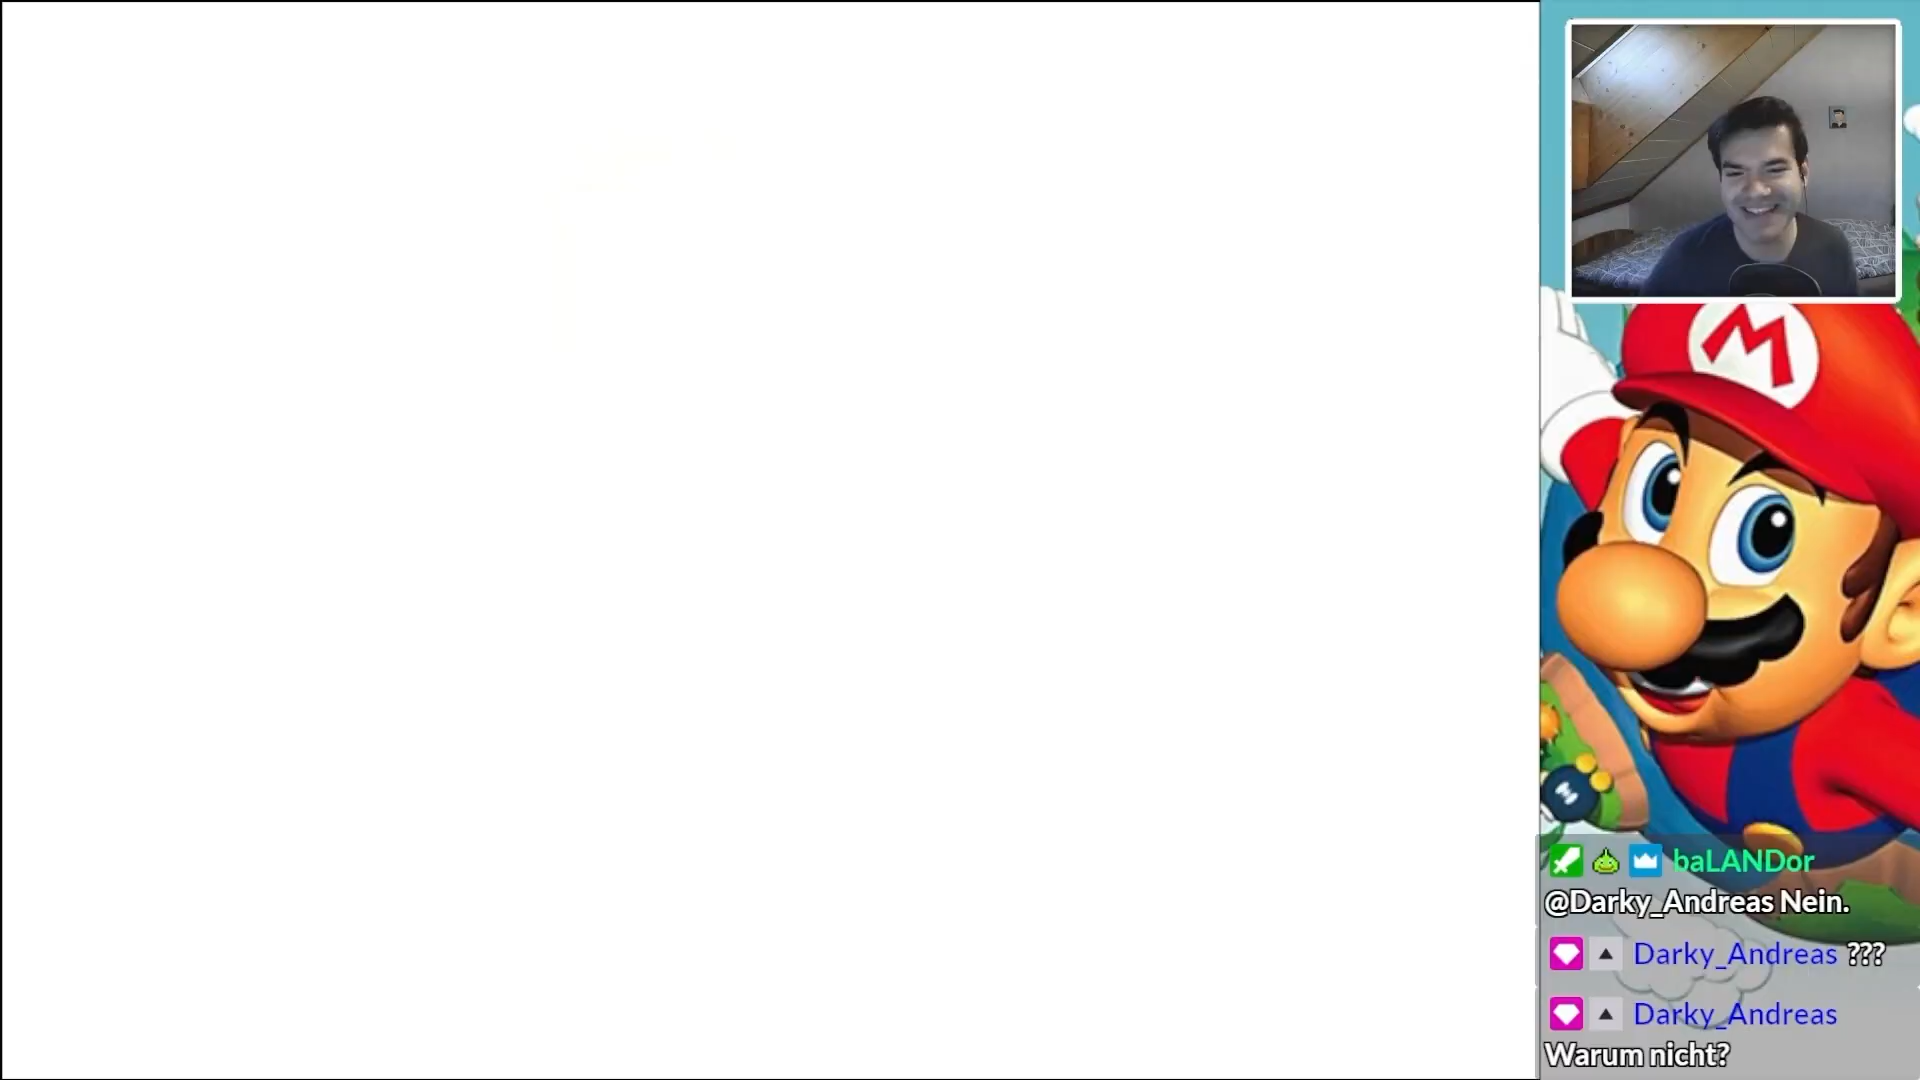 M
baLANDor
@Darky_Andreas Nein.
Darky_Andreas ???
Darky_Andreas
Warum nicht?